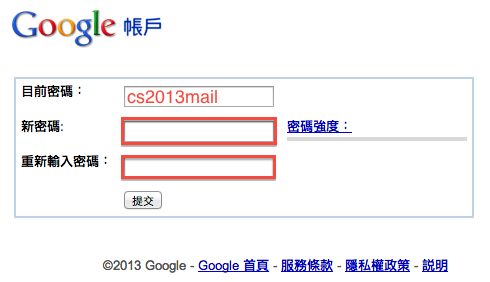 Google 帳戶
目前密碼：
cs2013mail
新密碼:
密碼強度：
重新輸入密碼：
提交
©2013 Google - Google 首頁 - 服務條款 - 隱私權政策 - 說明